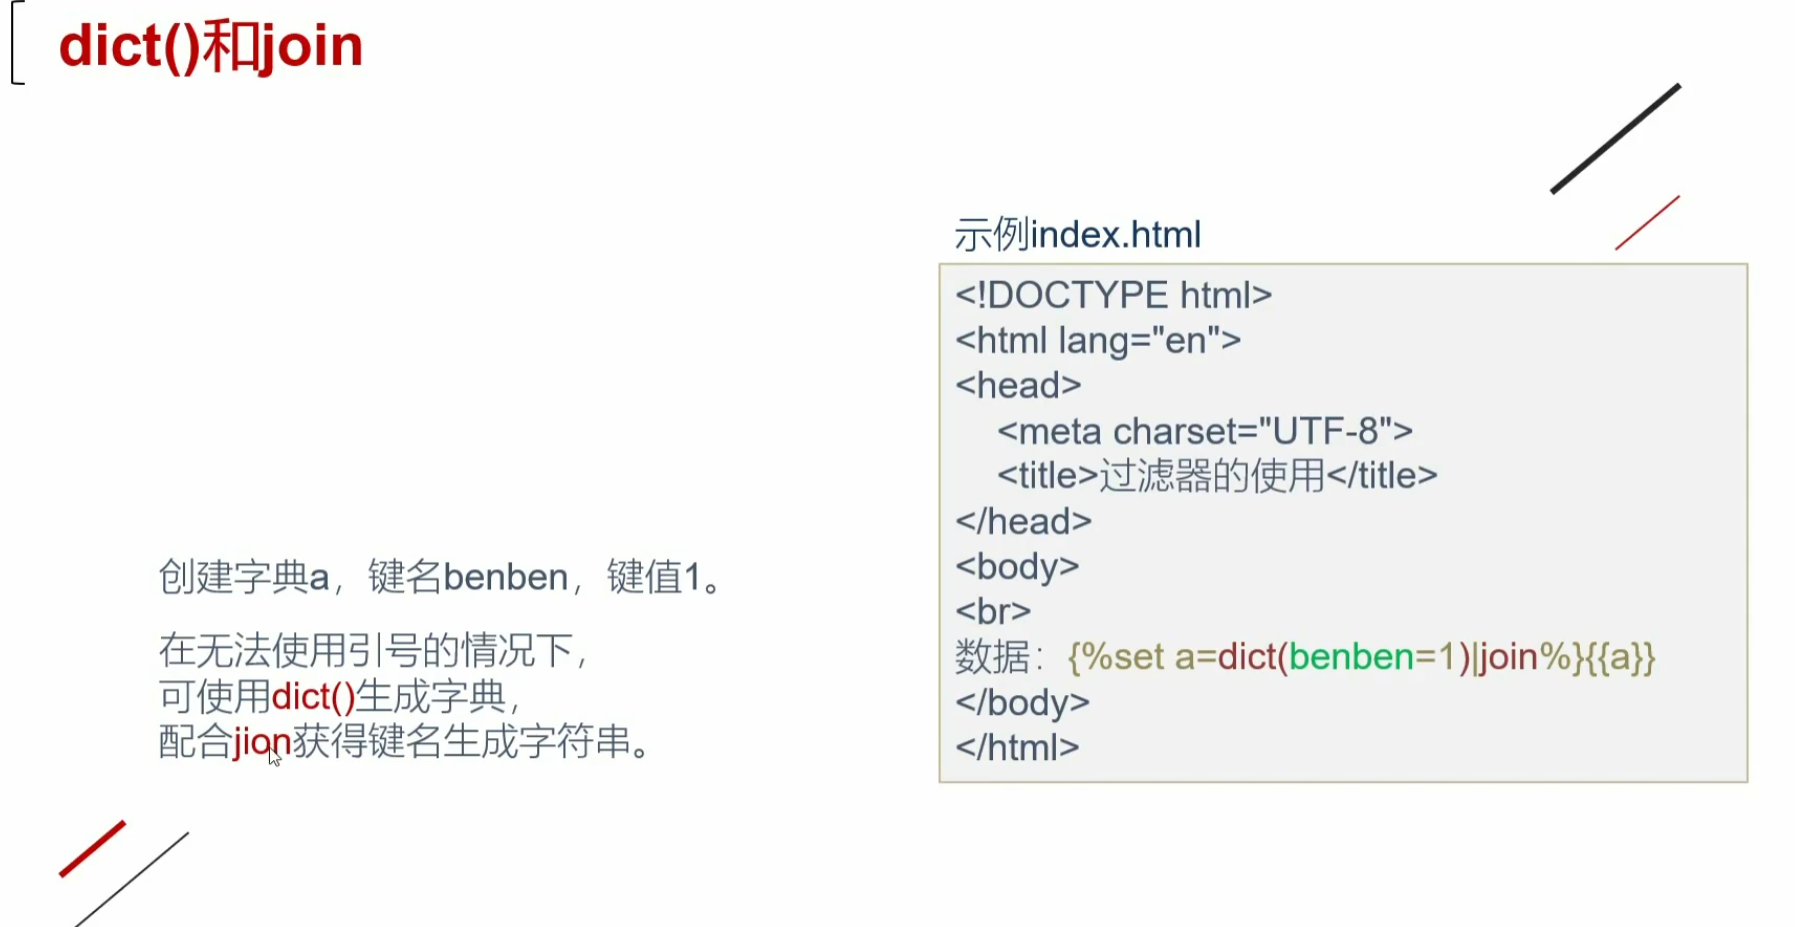 dict()和join
示例index.html
<!DOCTYPE html>
<html lang="en">
<head>
<meta charset="UTF-8">
<title>过滤器的使用</title>
</head>
<body>
<br>
数据：{%set a=dict(benben=1)|join%}{{a}}
</body>
</html>
创建字典a，键名benben，键值1。
在无法使用引号的情况下，
可使用dict()生成字典，
配合jion获得键名生成字符串。